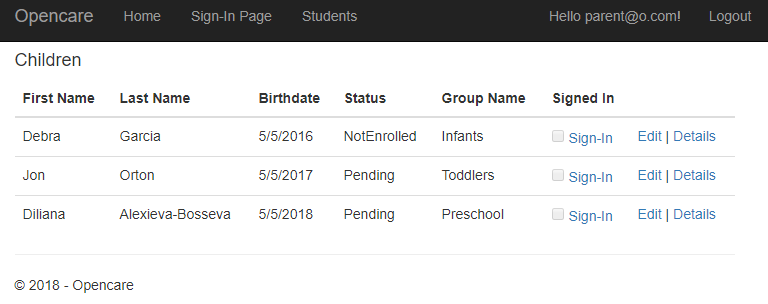 Opencare Home Sign-In Page Students Hello parent@o.com! Logout
Children
First Name Last Name Birthdate Status Group Name Signed In
Debra Garcia 5/5/2016 NotEnrolled Infants Sign-In Edit | Details
Jon Orton 5/5/2017 Pending Toddlers Sign-In Edit | Details
Diliana Alexieva-Bosseva 5/5/2018 Pending Preschool Sign-In Edit | Details
© 2018 - Opencare